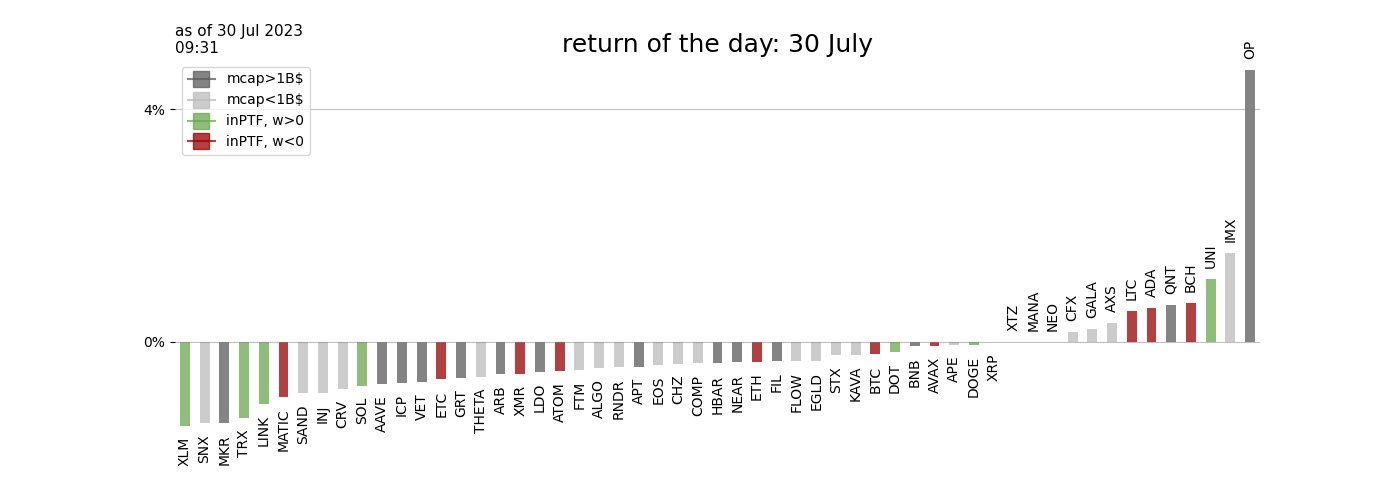 as of 30 Jul 2023
09:31
return of the day: 30 July
mcap>1B$
mcap<1B$
inPTF, w>0
inPTF, w<0
4%
0%
XLM
SNX
MKR
TRX
LINK
MATIC
SAND
INJ
CRV
SOL
AAVE
ICP
VET
ETC
GRT
THETA
ARB
XMR
LDO
ATOM
FTM
ALGO
RNDR
APT
EOS
CHZ
COMP
HBAR
NEAR
ETH
FIL
FLOW
EGLD
STX
KAVA
BTC
DOT
BNB
AVAX
APE
DOGE
XRP
XTZ
MANA
NEO
CFX
GALA
AXS
LTC
ADA
QNT
BCH
UNI
IMX
OP